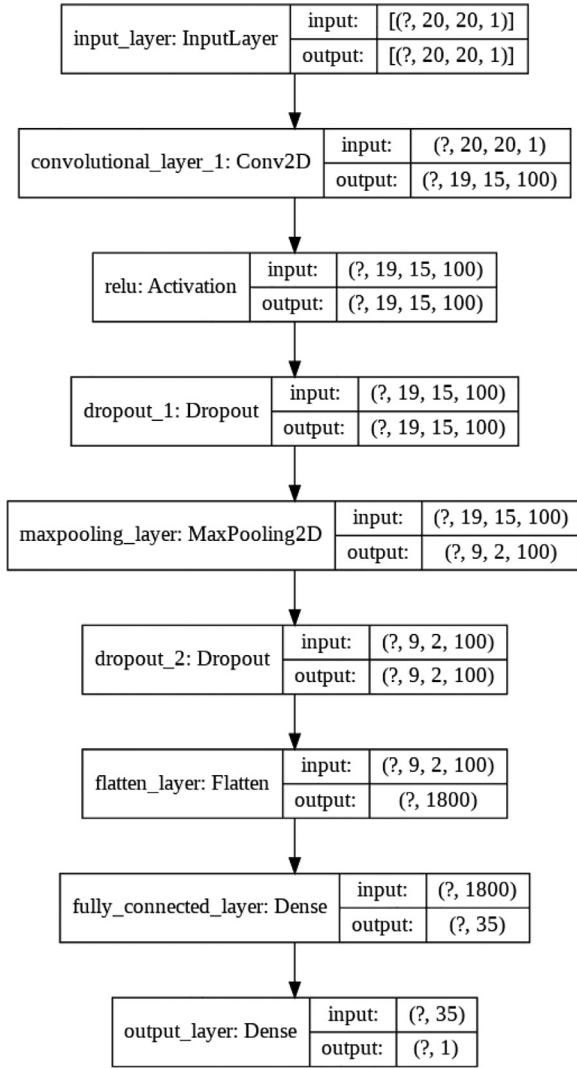 input_layer: InputLayer
input: [(?, 20, 20, 1)]
output: [(?, 20, 20, 1)]
convolutional_layer_1: Conv2D
input: (?, 20, 20, 1)
output: (?, 19, 15, 100)
relu: Activation
input: (?, 19, 15, 100)
output: (?, 19, 15, 100)
dropout_1: Dropout
input: (?, 19, 15, 100)
output: (?, 19, 15, 100)
maxpooling_layer: MaxPooling2D
input: (?, 19, 15, 100)
output: (?, 9, 2, 100)
dropout_2: Dropout
input: (?, 9, 2, 100)
output: (?, 9, 2, 100)
flatten_layer: Flatten
input: (?, 9, 2, 100)
output: (?, 1800)
fully_connected_layer: Dense
input: (?, 1800)
output: (?, 35)
output_layer: Dense
input: (?, 35)
output: (?, 1)